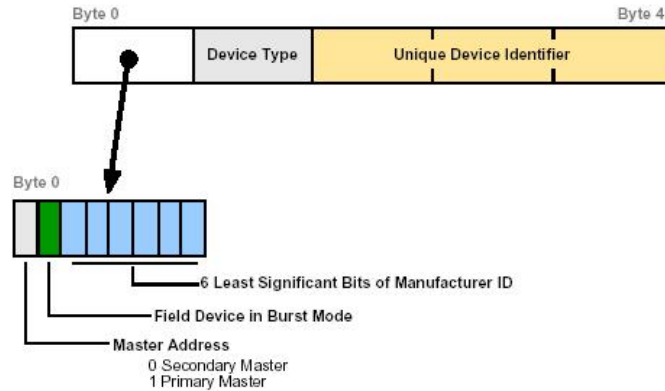 Byte 0
Byte 4
Device Type
Unique Device Identifier
Byte 0
6 Least Significant Bits of Manufacturer ID
Field Device in Burst Mode
Master Address
0 Secondary Master
1 Primary Master